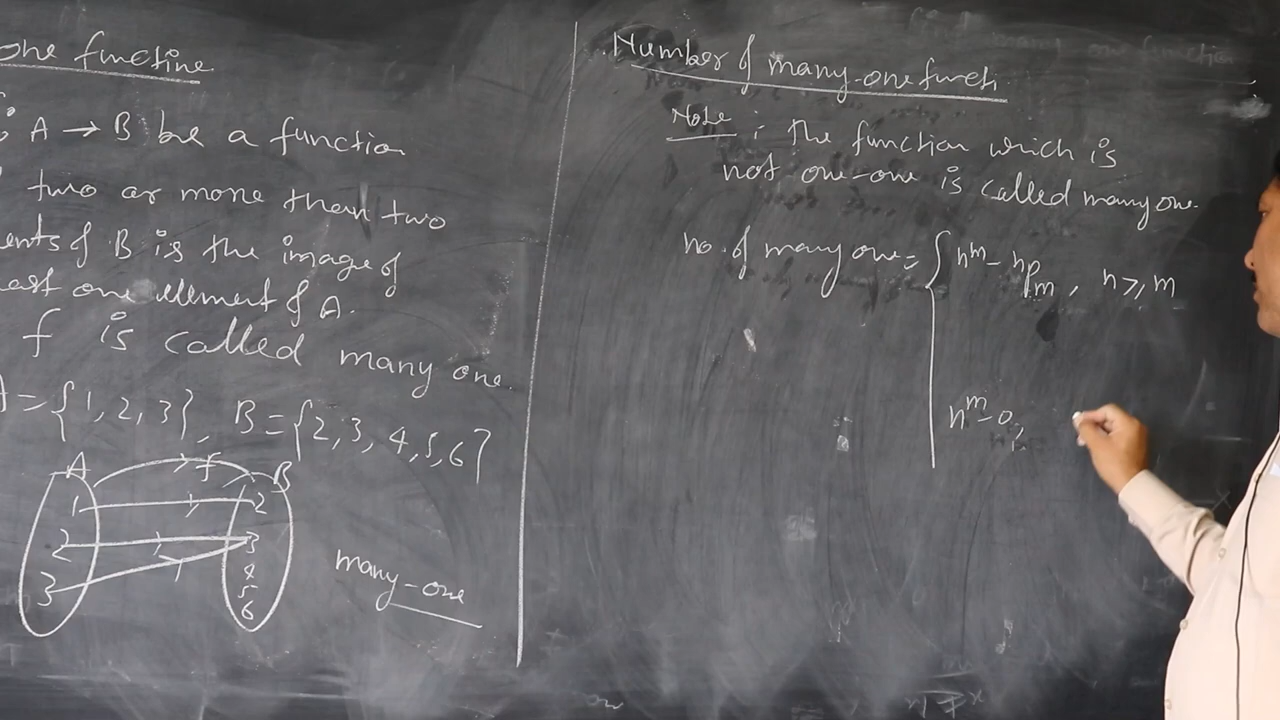 one functine
: A → B be a function
two or more than two
ents of B is the image of
east one element of A.
f is called many one.
A = {1, 2, 3}, B = {2, 3, 4, 5, 6}
A f B
1 2
2 3
3 4
5
6
many-one
Number of many-one functi.
Note : the function which is
not one-one is called many one.
no. of many one = { n^m - nPm, n ≥ m
n^m - 0,